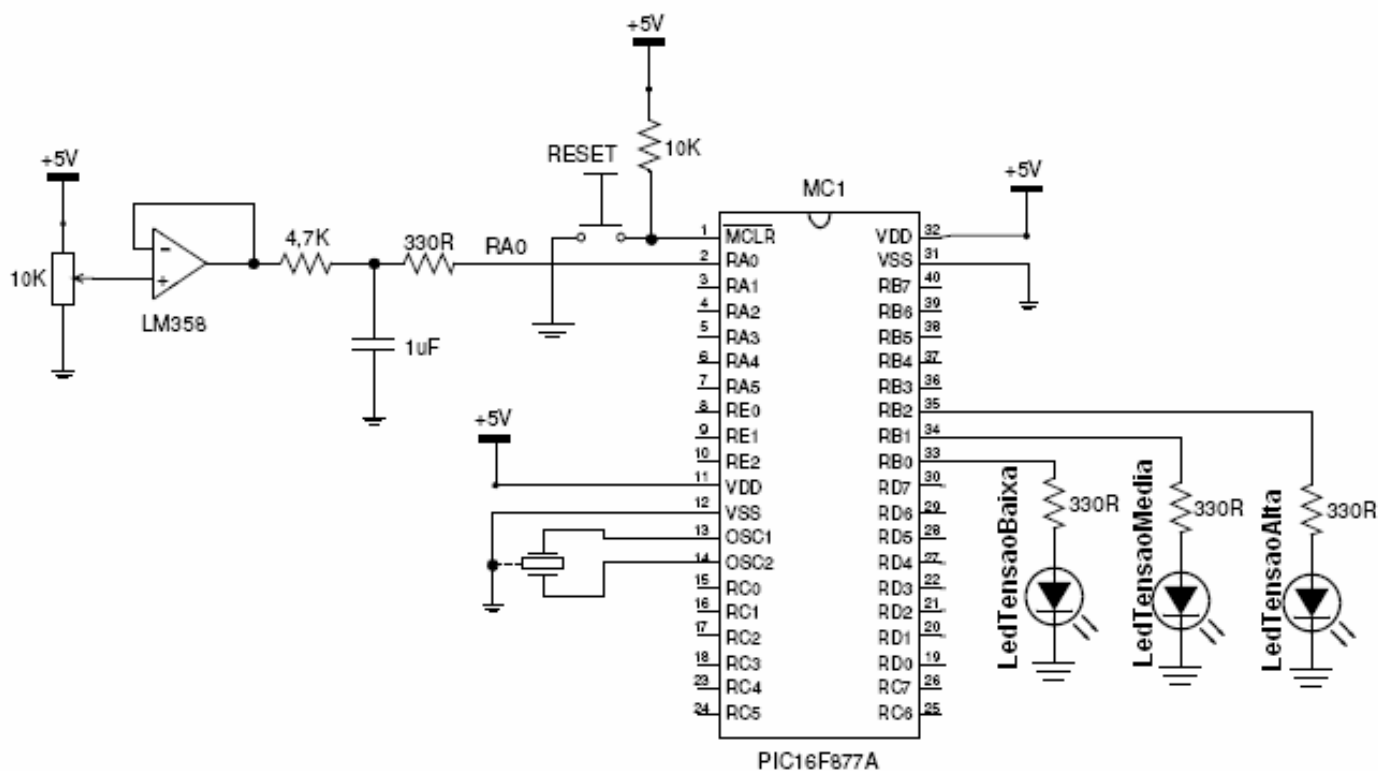 +5V
+5V
10K
RESET
+5V
MC1
+5V
4,7K
330R
RA0
10K
LM358
1uF
+5V
1 MCLR VDD 32
2 RA0 VSS 31
3 RA1 RB7 40
4 RA2 RB6 39
5 RA3 RB5 38
6 RA4 RB4 37
7 RA5 RB3 36
8 RE0 RB2 35
9 RE1 RB1 34
10 RE2 RB0 33
11 VDD RD7 30
12 VSS RD6 29
13 OSC1 RD5 28
14 OSC2 RD4 27
15 RC0 RD3 22
16 RC1 RD2 21
17 RC2 RD1 20
18 RC3 RD0 19
23 RC4 RC7 26
24 RC5 RC6 25
330R
330R
330R
LedTensaoBaixa
LedTensaoMedia
LedTensaoAlta
PIC16F877A